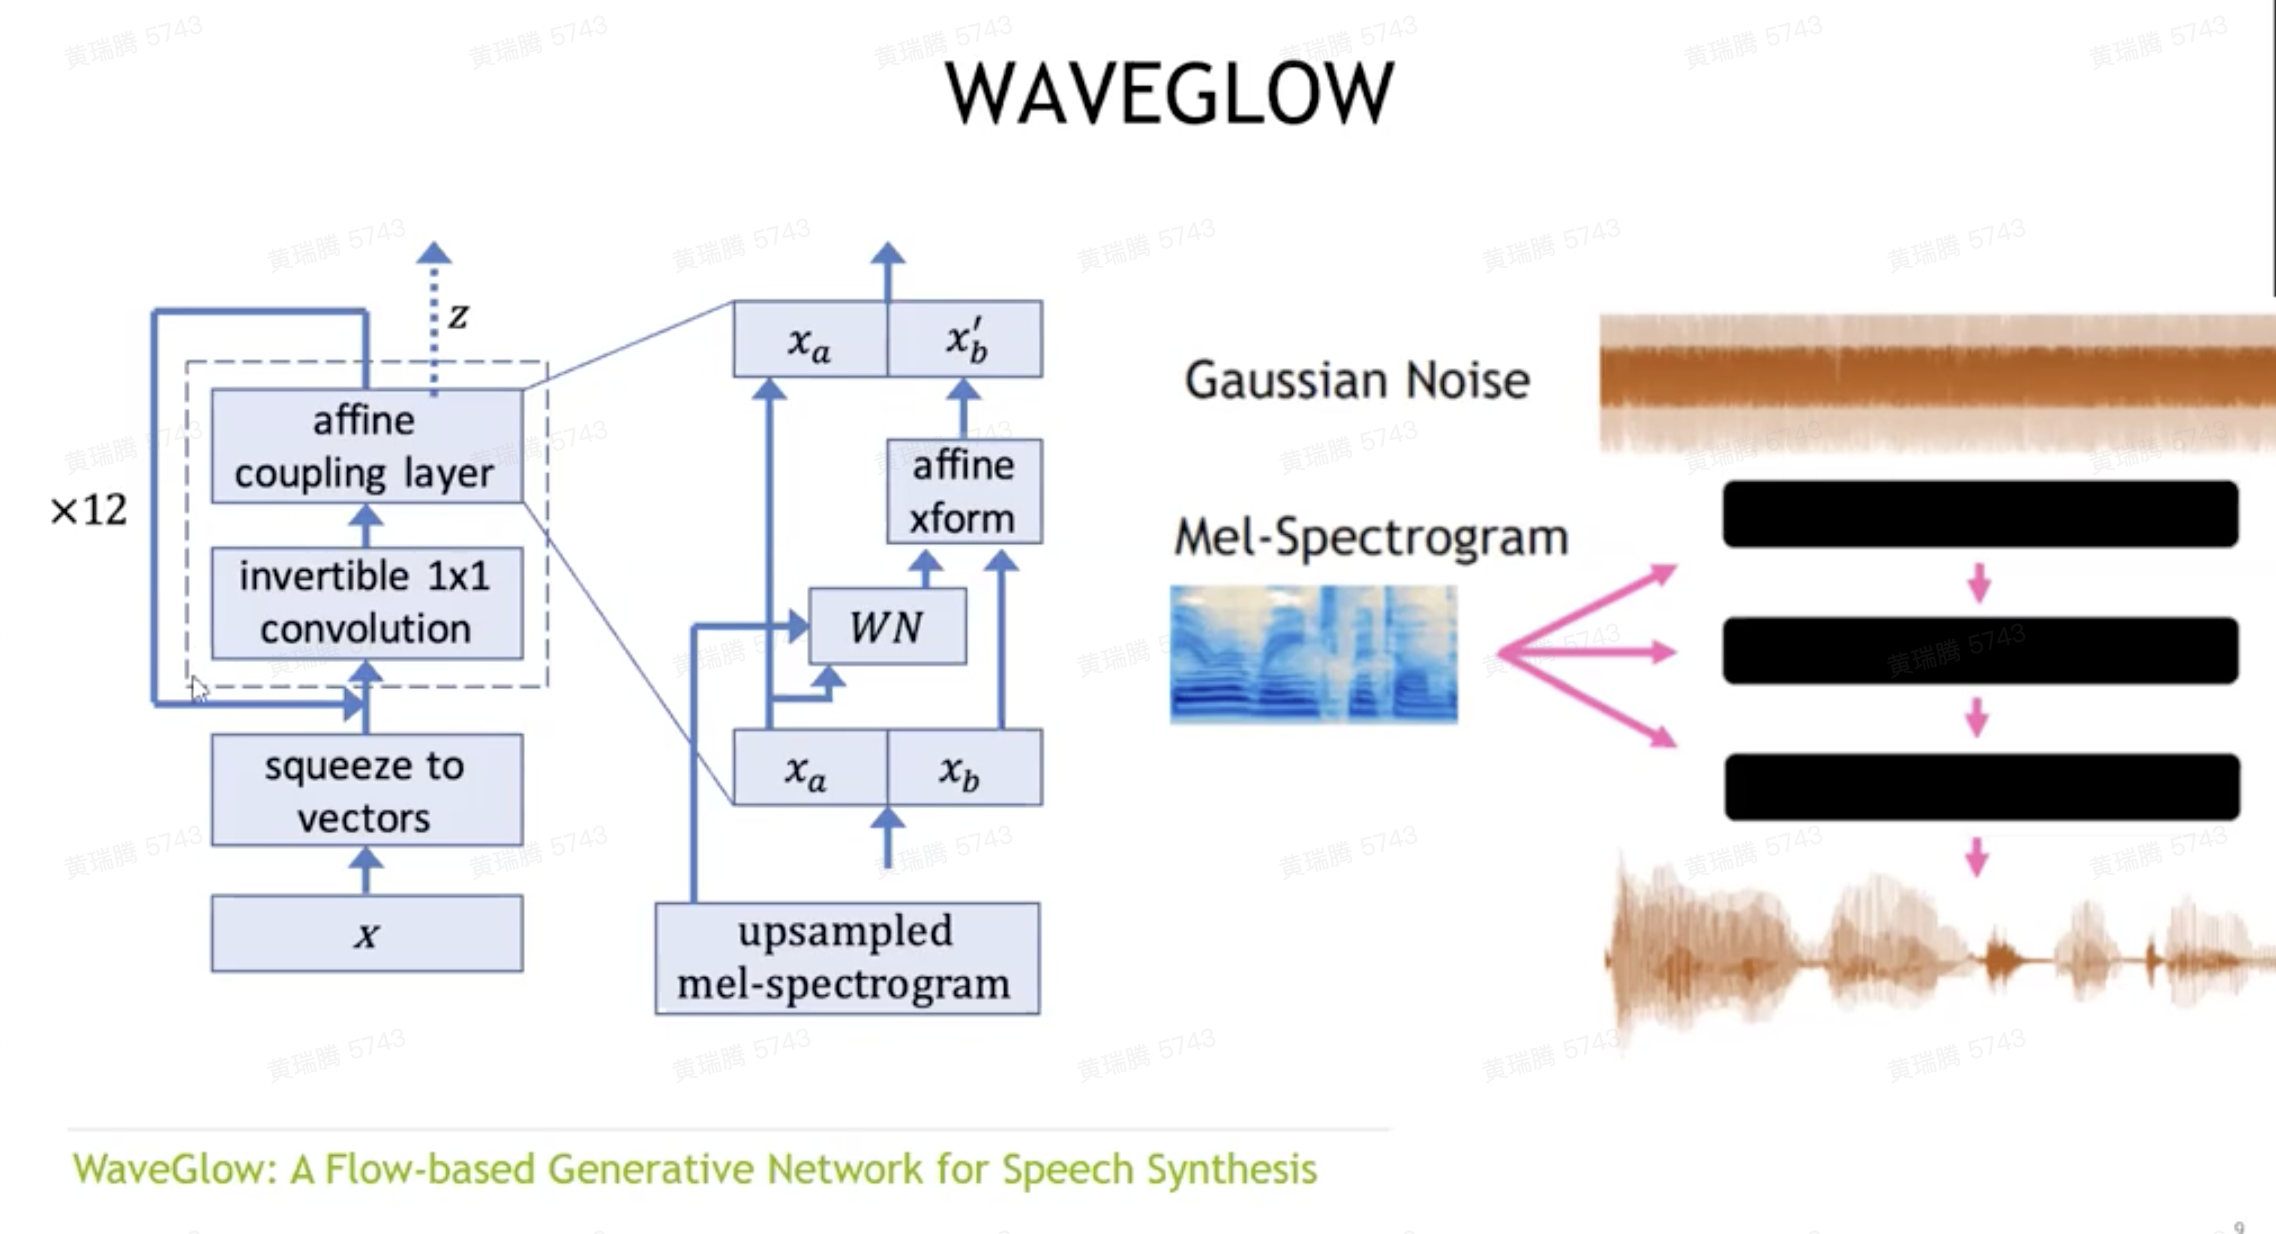 WAVEGLOW
z
×12
affine
coupling layer
invertible 1x1
convolution
squeeze to
vectors
x
x_a
x'_b
affine
xform
WN
x_a
x_b
upsampled
mel-spectrogram
Gaussian Noise
Mel-Spectrogram
WaveGlow: A Flow-based Generative Network for Speech Synthesis
9
黄瑞腾 5743